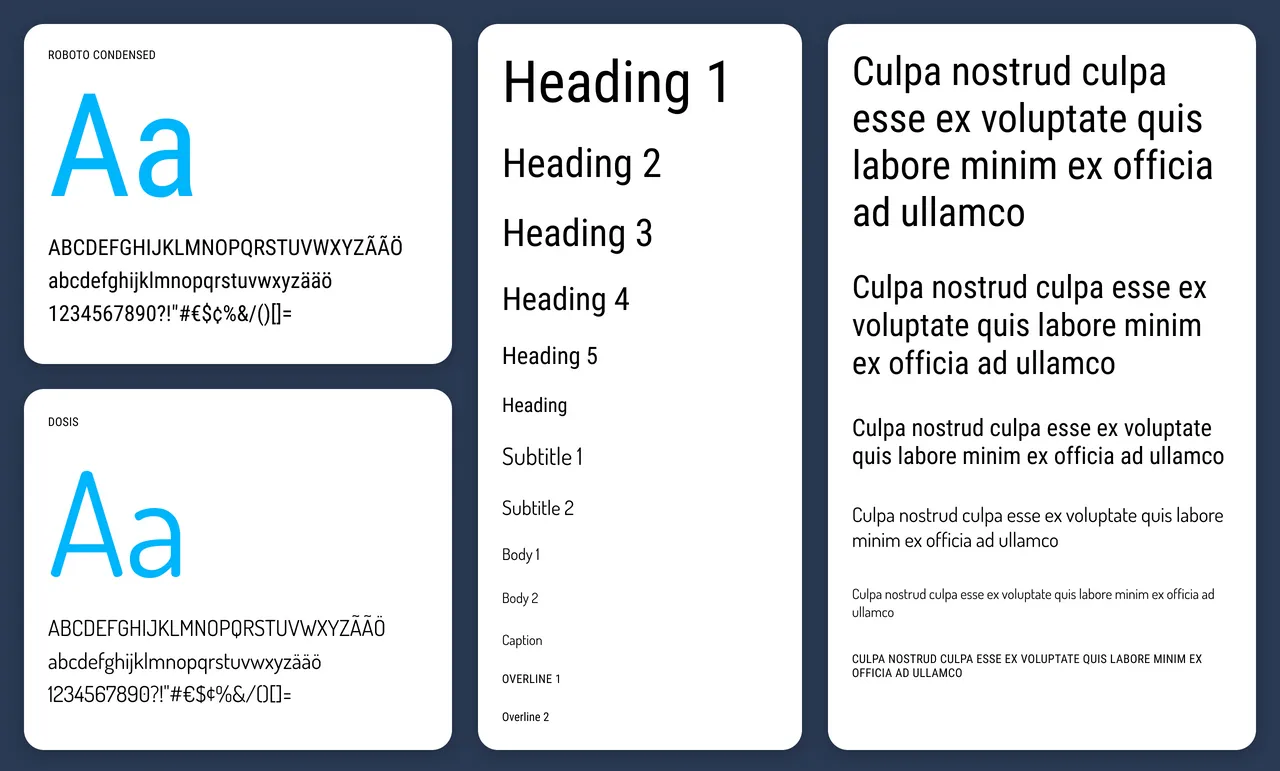 ROBOTO CONDENSED
Aa
ABCDEFGHIJKLMNOPQRSTUVWXYZÃÃÖ
abcdefghijklmnopqrstuvwxyzääö
1234567890?!"#€$¢%&/()[]=
DOSIS
Aa
ABCDEFGHIJKLMNOPQRSTUVWXYZÃÃÖ
abcdefghijklmnopqrstuvwxyzääö
1234567890?!"#€$¢%&/()[]=
Heading 1
Heading 2
Heading 3
Heading 4
Heading 5
Heading
Subtitle 1
Subtitle 2
Body 1
Body 2
Caption
OVERLINE 1
Overline 2
Culpa nostrud culpa
esse ex voluptate quis
labore minim ex officia
ad ullamco
Culpa nostrud culpa esse ex
voluptate quis labore minim
ex officia ad ullamco
Culpa nostrud culpa esse ex voluptate
quis labore minim ex officia ad ullamco
Culpa nostrud culpa esse ex voluptate quis labore
minim ex officia ad ullamco
Culpa nostrud culpa esse ex voluptate quis labore minim ex officia ad
ullamco
CULPA NOSTRUD CULPA ESSE EX VOLUPTATE QUIS LABORE MINIM EX
OFFICIA AD ULLAMCO